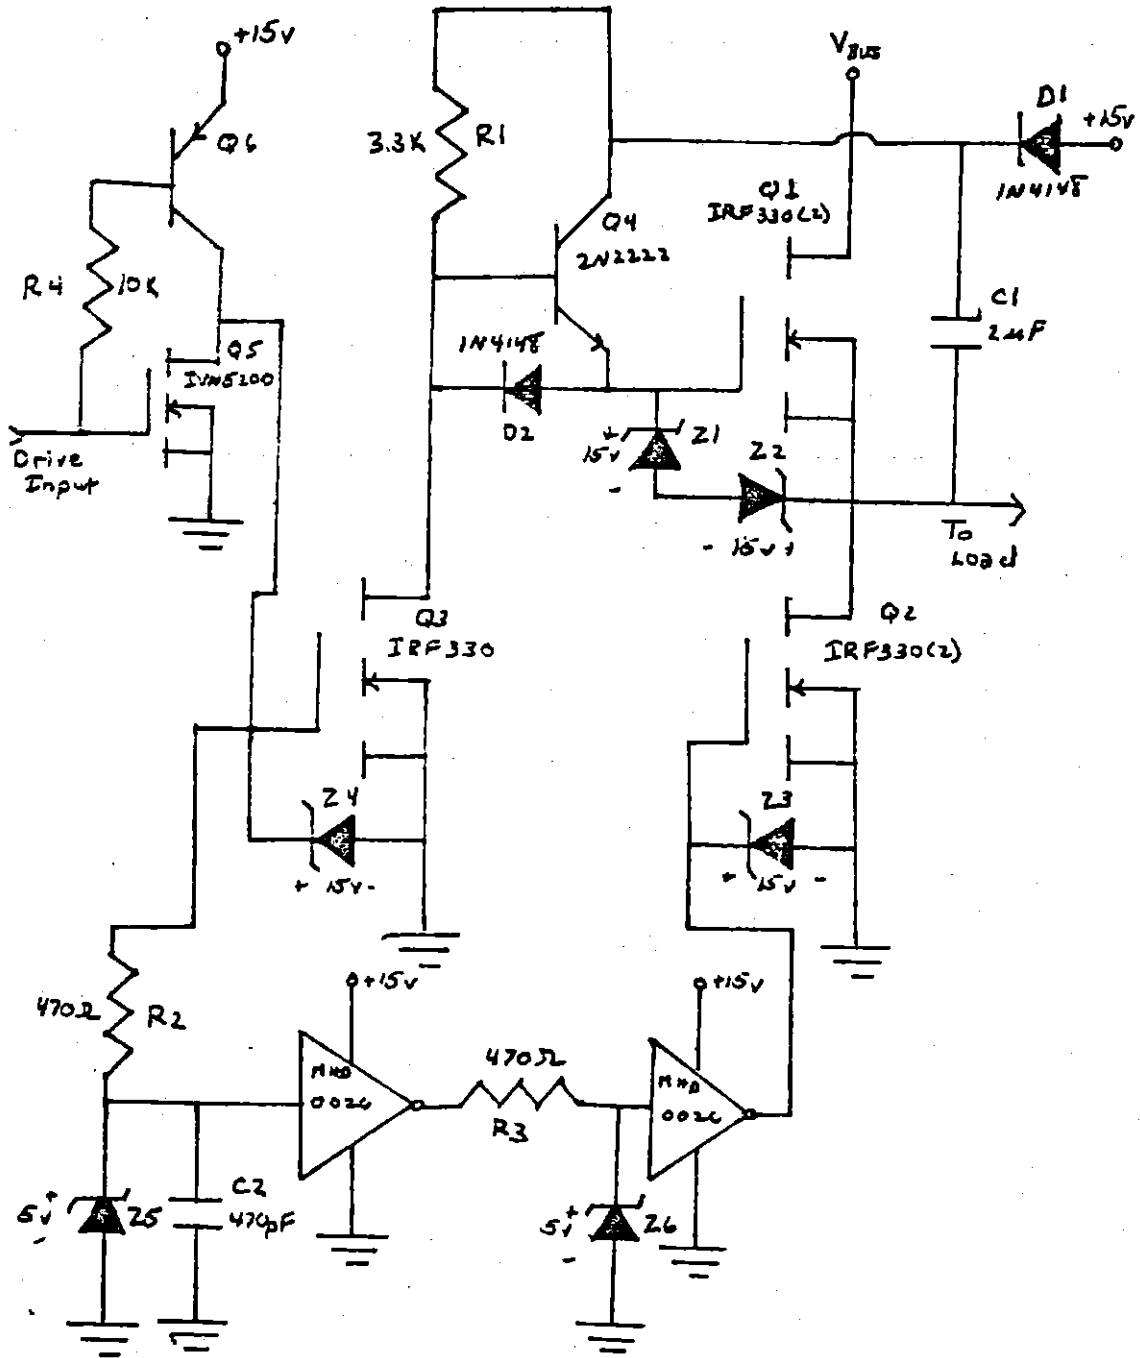 +15v
Q6
R4
10K
Q5
IVN5200
Drive
Input
3.3K
R1
Q4
2N2222
1N4148
D2
VBUS
Q1
IRF330(2)
D1
+15v
1N4148
C1
2uF
+
15v
-
Z1
Z2
- 15v +
To
Load
Q3
IRF330
Q2
IRF330(2)
Z4
+ 15v -
Z3
+ 15v -
470Ω
R2
+15v
MHD
0026
470Ω
R3
+15v
MHD
0026
+
5v
-
Z5
C2
470pF
+
5v
-
Z6